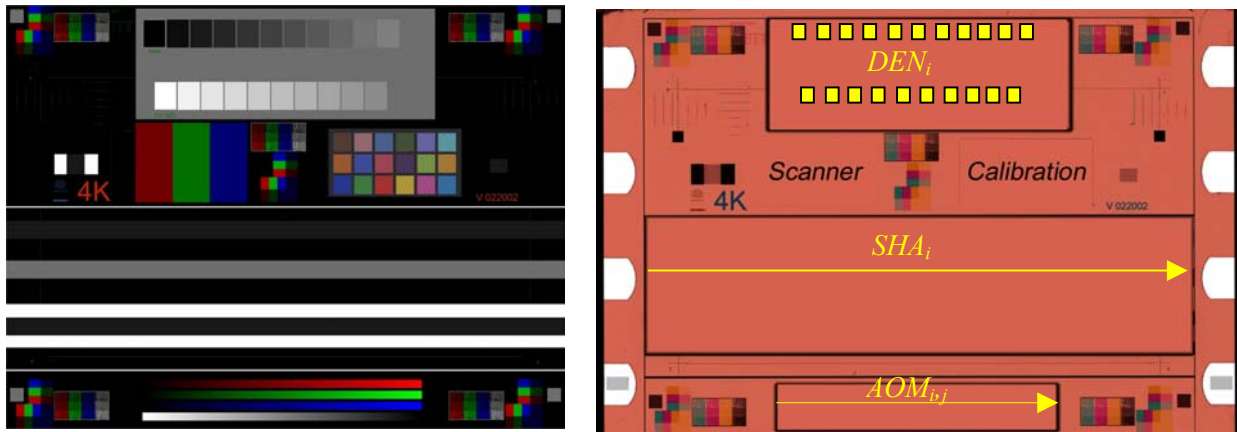 4K
V 022002
DENi
Scanner Calibration
4K
V 022002
SHAi
AOMi,j